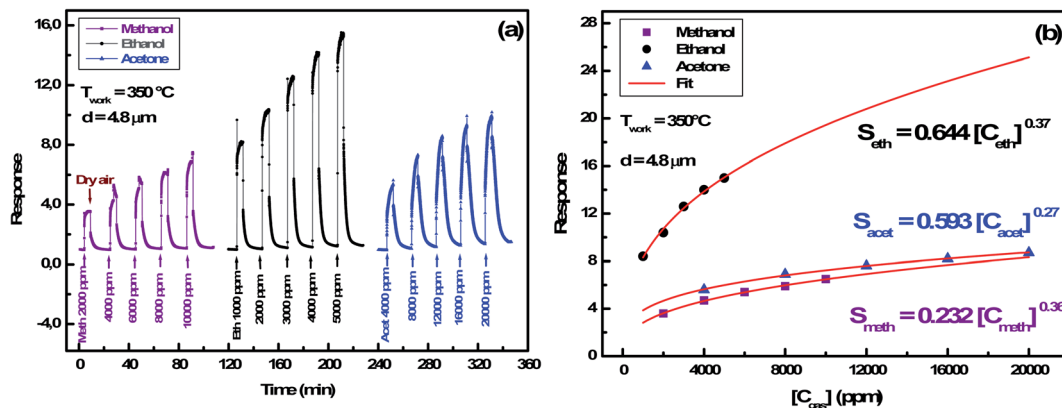 (a)
Methanol
Ethanol
Acetone
Twork = 350 °C
d = 4.8 μm
Dry air
16,0
12,0
8,0
4,0
0,0
-4,0
Response
Meth 2000 ppm
4000 ppm
6000 ppm
8000 ppm
10000 ppm
Eth 1000 ppm
2000 ppm
3000 ppm
4000 ppm
5000 ppm
Acet 4000 ppm
8000 ppm
12000 ppm
16000 ppm
20000 ppm
0 40 80 120 160 200 240 280 320 360
Time (min)
(b)
Methanol
Ethanol
Acetone
Fit
Twork = 350°C
d = 4.8 μm
28
24
20
16
12
8
4
0
Response
Seth = 0.644 [Ceth]^0.37
Sacet = 0.593 [Cacet]^0.27
Smeth = 0.232 [Cmeth]^0.36
0 4000 8000 12000 16000 20000
[Cgas] (ppm)